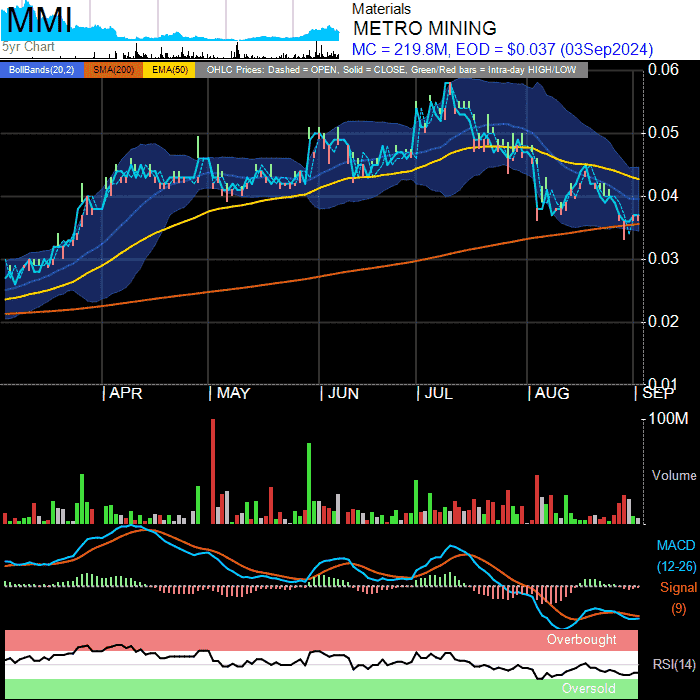 MMI
5yr Chart
Materials
METRO MINING
MC = 219.8M, EOD = $0.037 (03Sep2024)
BollBands(20,2) SMA(200) EMA(50) OHLC Prices: Dashed = OPEN, Solid = CLOSE, Green/Red bars = Intra-day HIGH/LOW
0.06
0.05
0.04
0.03
0.02
0.01
APR MAY JUN JUL AUG SEP
100M
Volume
MACD
(12-26)
Signal
(9)
Overbought
RSI(14)
Oversold